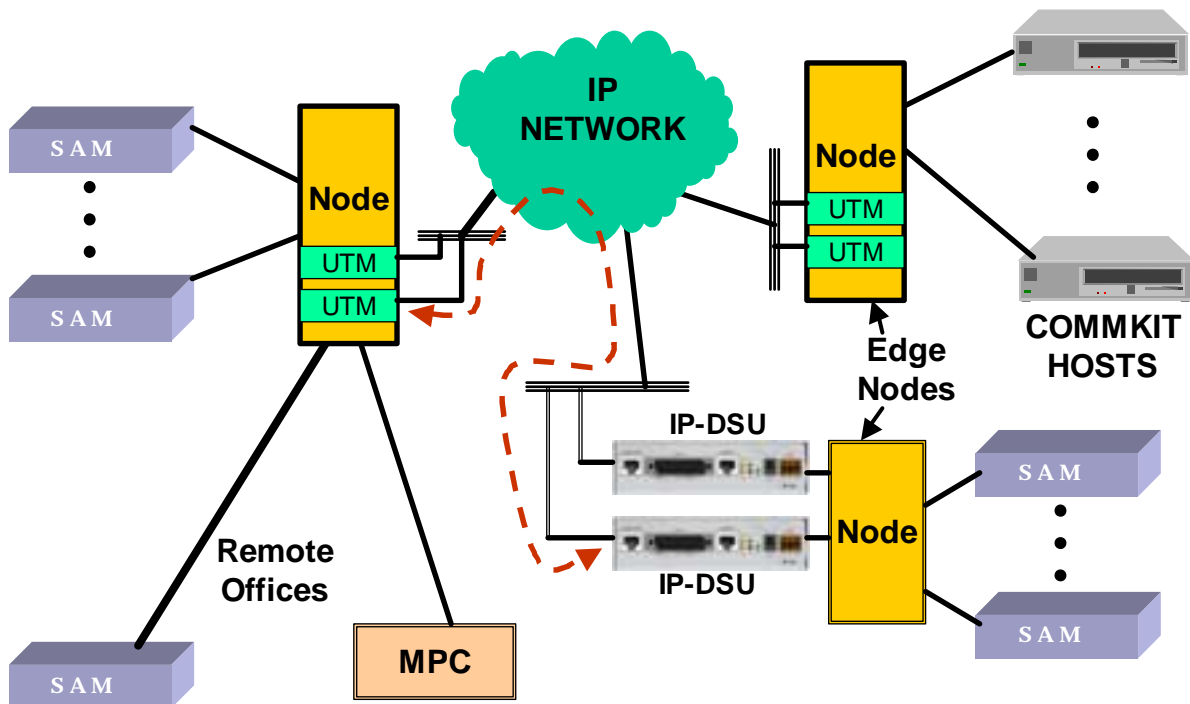 IP
NETWORK
SAM
Node
UTM
UTM
SAM
Node
UTM
UTM
COMMKIT
HOSTS
Edge
Nodes
IP-DSU
IP-DSU
Node
SAM
SAM
Remote
Offices
SAM
MPC